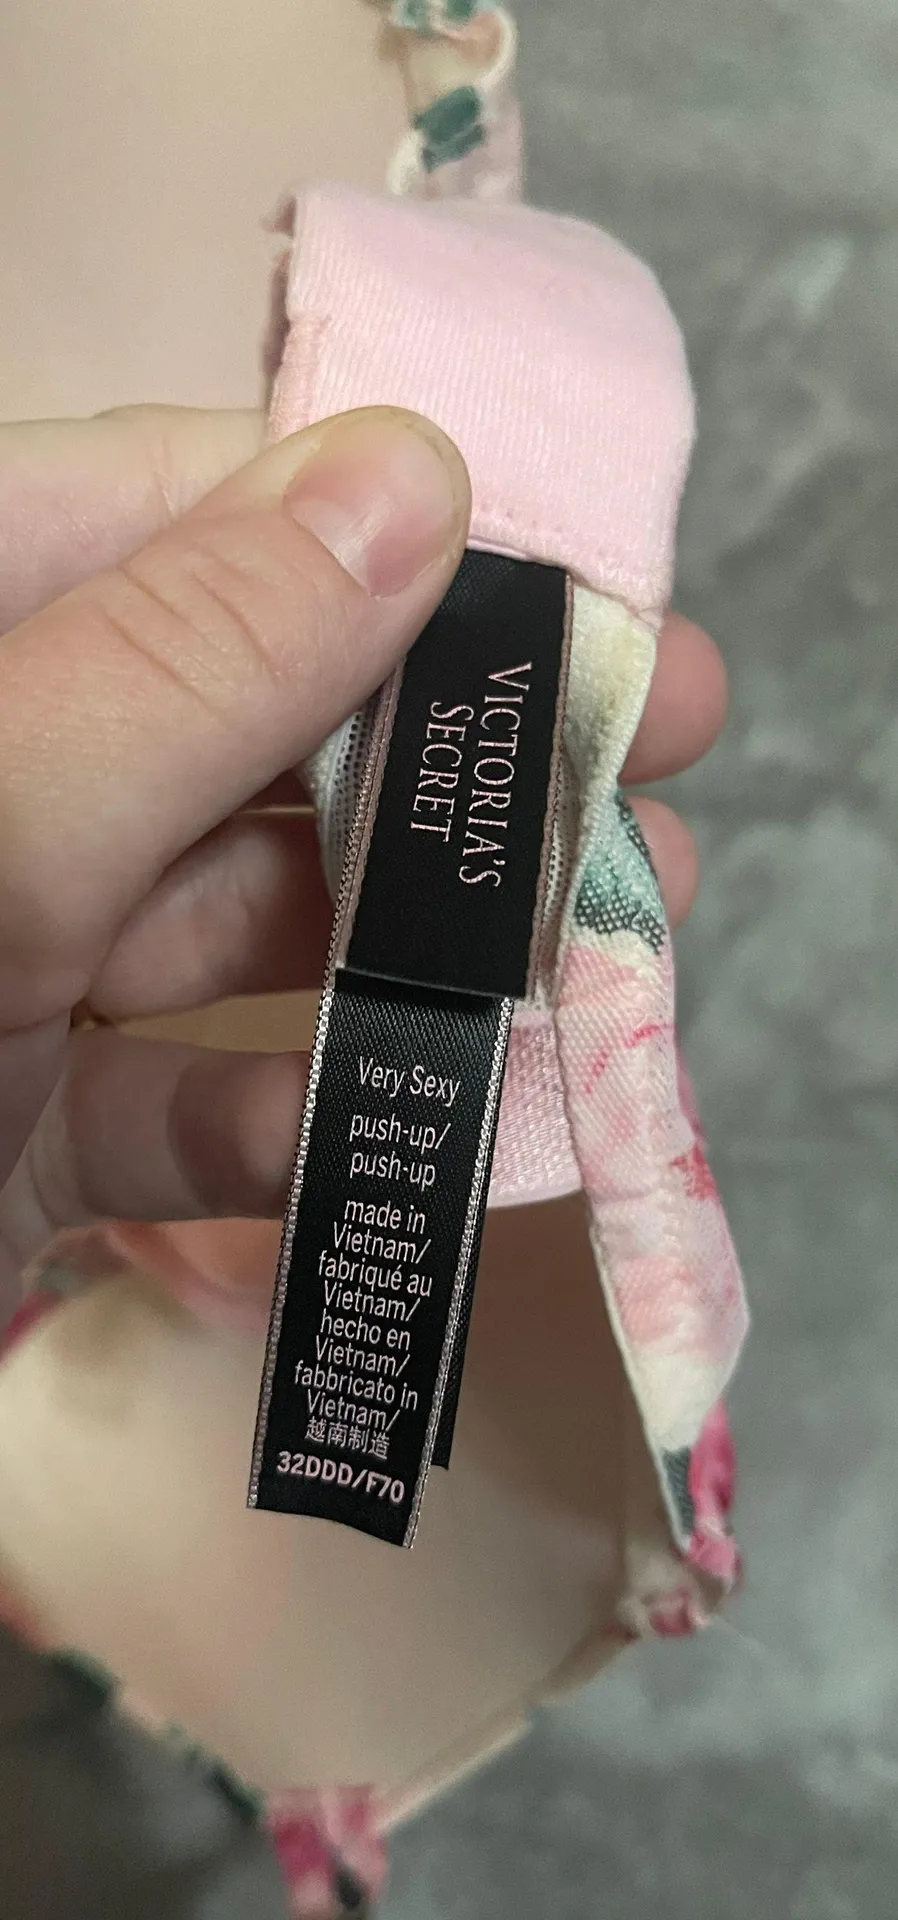 VICTORIA'S
SECRET
Very Sexy
push-up/
push-up
made in
Vietnam/
fabriqué au
Vietnam/
hecho en
Vietnam/
fabbricato in
Vietnam/
越南制造
32DDD/F70